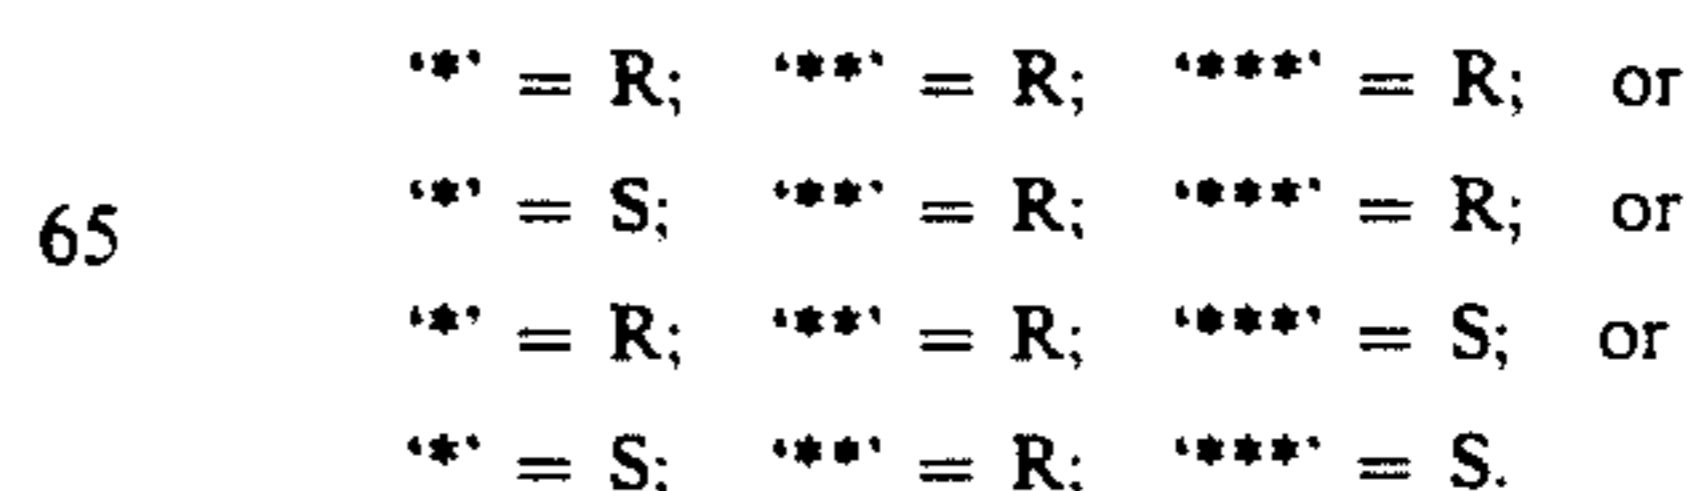 ‘*’ = R; ‘**’ = R; ‘***’ = R; or
65 ‘*’ = S; ‘**’ = R; ‘***’ = R; or
‘*’ = R; ‘**’ = R; ‘***’ = S; or
‘*’ = S; ‘**’ = R; ‘***’ = S.